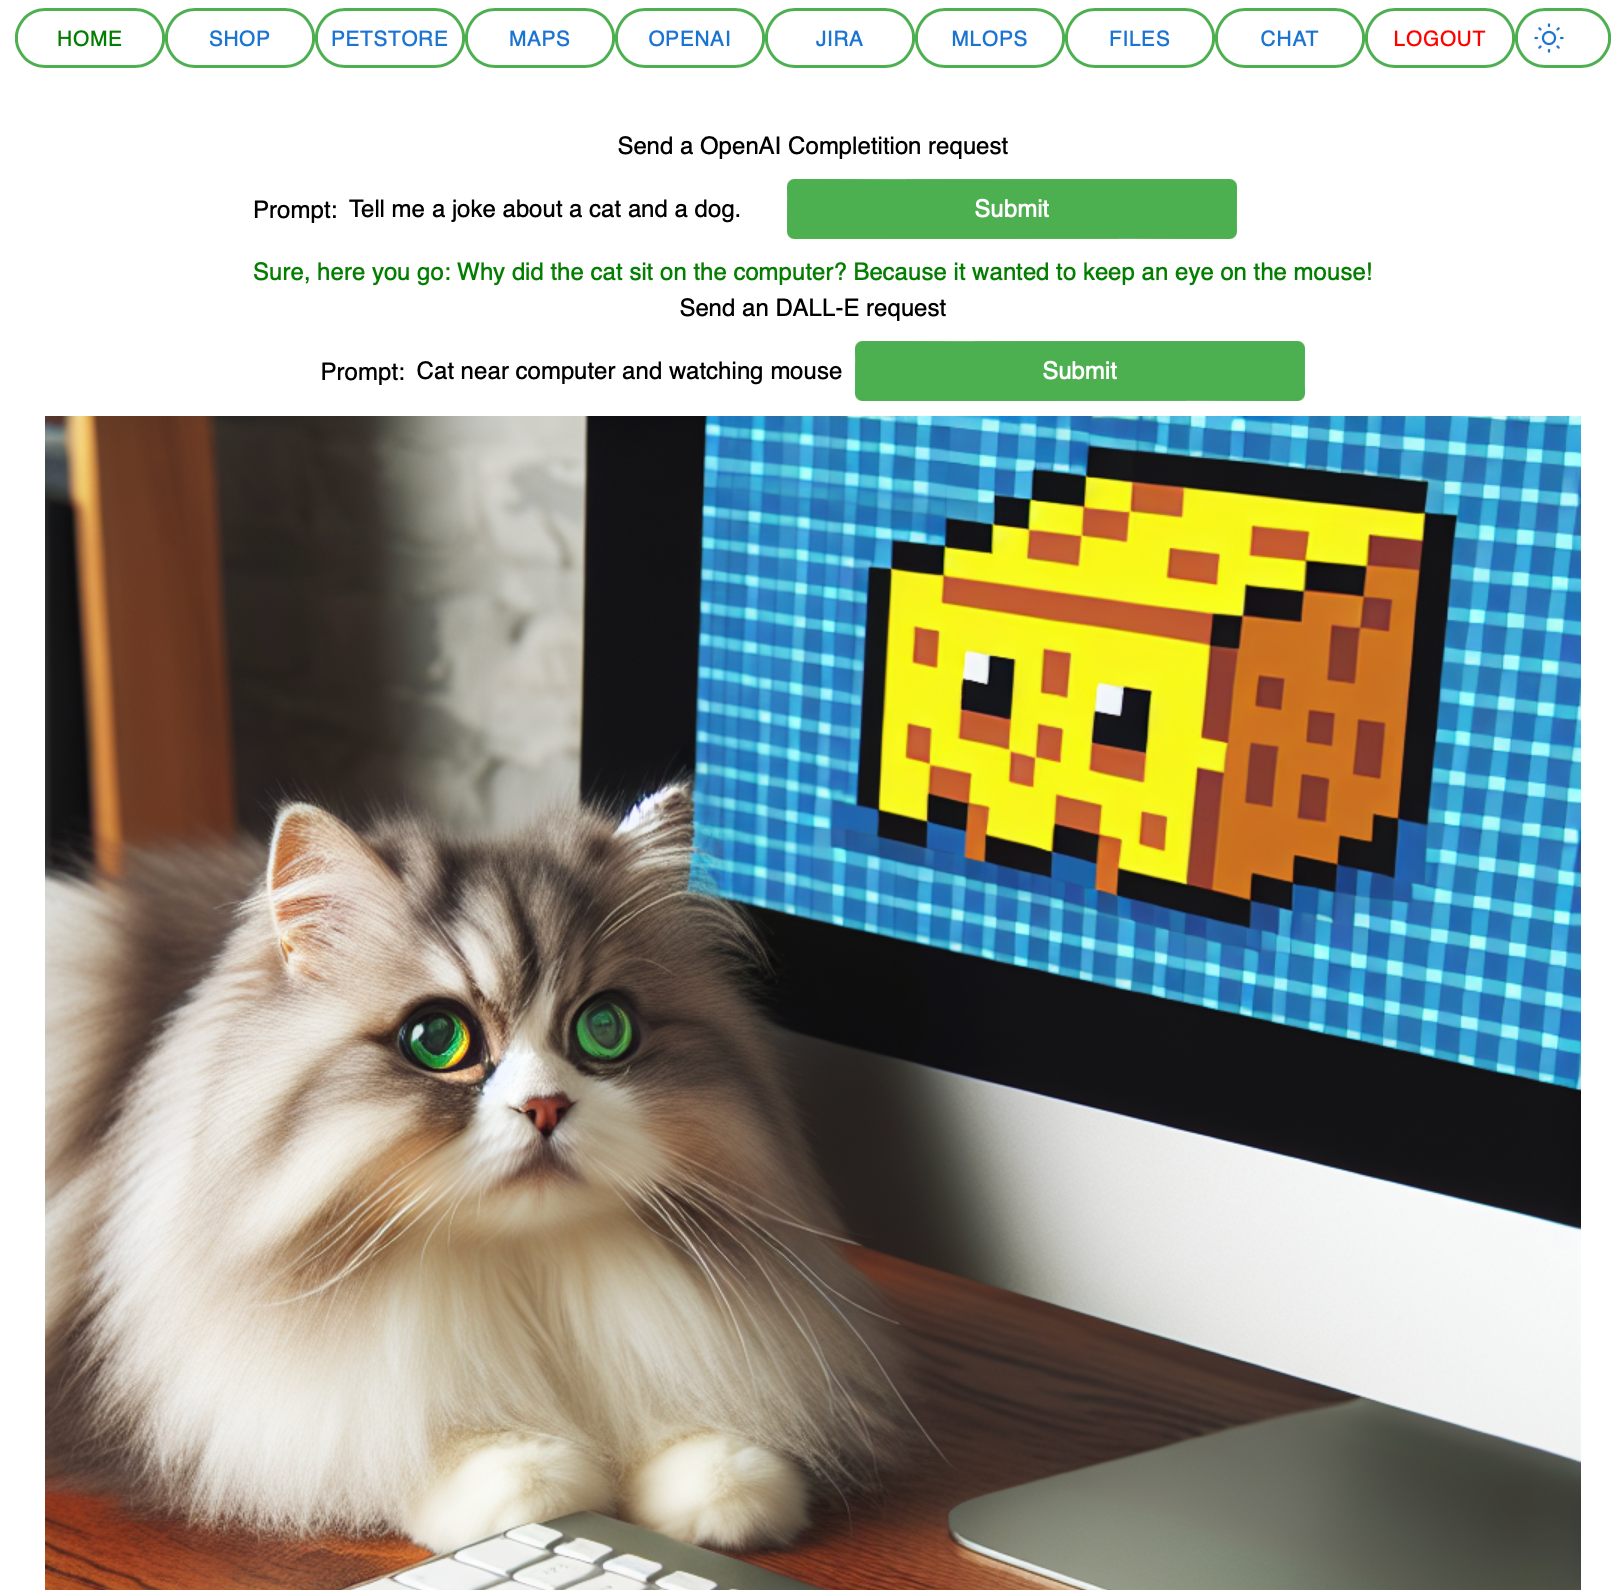 HOME SHOP PETSTORE MAPS OPENAI JIRA MLOPS FILES CHAT LOGOUT
Send a OpenAI Completition request
Prompt: Tell me a joke about a cat and a dog. Submit
Sure, here you go: Why did the cat sit on the computer? Because it wanted to keep an eye on the mouse!
Send an DALL-E request
Prompt: Cat near computer and watching mouse Submit